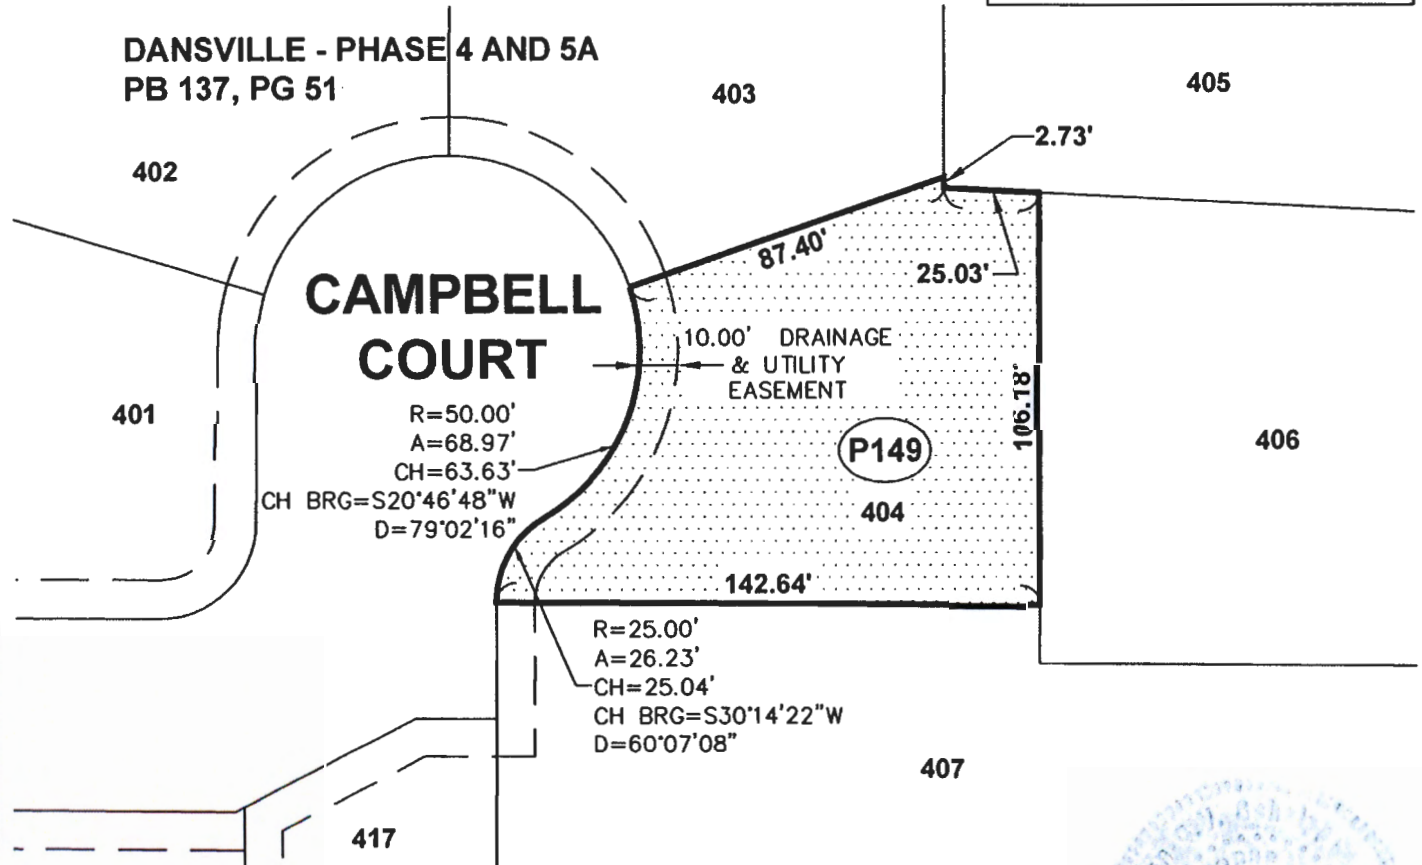 DANSVILLE - PHASE 4 AND 5A
PB 137, PG 51
403
405
402
2.73'
87.40'
25.03'
CAMPBELL
COURT
10.00' DRAINAGE
& UTILITY
EASEMENT
401
R=50.00'
A=68.97'
CH=63.63'
CH BRG=S20°46'48"W
D=79°02'16"
106.18'
P149
406
404
142.64'
R=25.00'
A=26.23'
CH=25.04'
CH BRG=S30°14'22"W
D=60°07'08"
407
417